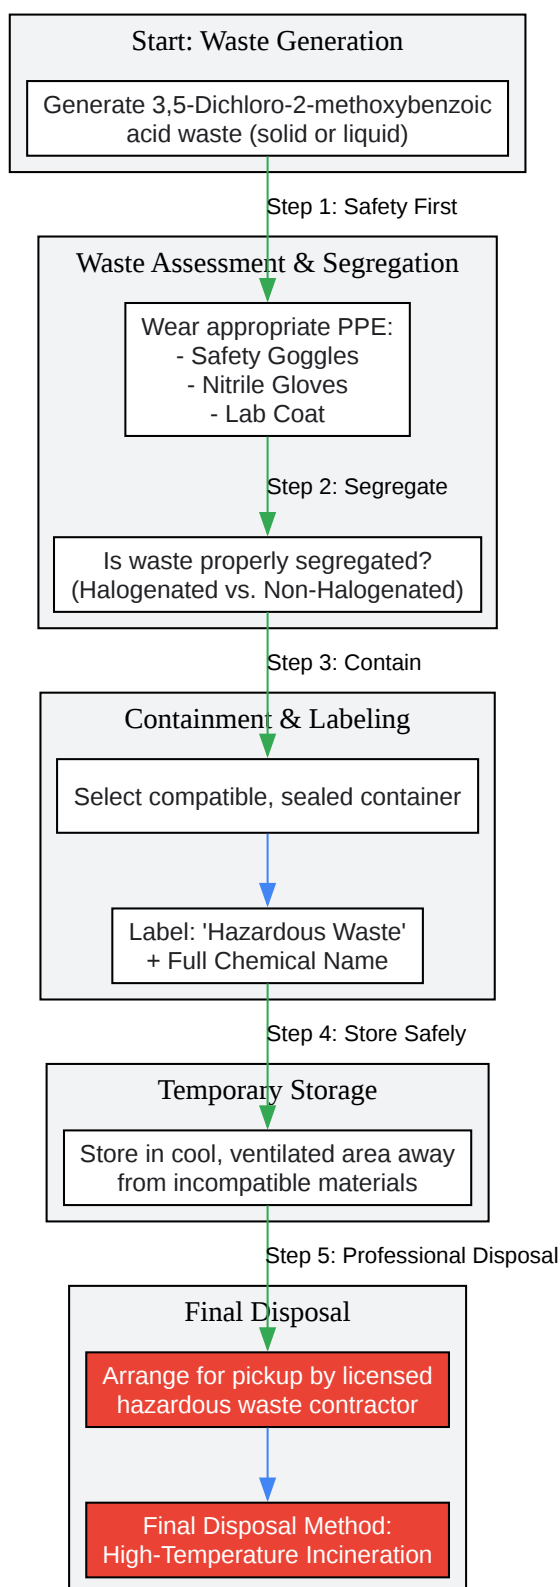 Start: Waste Generation
Generate 3,5-Dichloro-2-methoxybenzoic
acid waste (solid or liquid)
Step 1: Safety First
Waste Assessment & Segregation
Wear appropriate PPE:
- Safety Goggles
- Nitrile Gloves
- Lab Coat
Step 2: Segregate
Is waste properly segregated?
(Halogenated vs. Non-Halogenated)
Step 3: Contain
Containment & Labeling
Select compatible, sealed container
Label: 'Hazardous Waste'
+ Full Chemical Name
Step 4: Store Safely
Temporary Storage
Store in cool, ventilated area away
from incompatible materials
Step 5: Professional Disposal
Final Disposal
Arrange for pickup by licensed
hazardous waste contractor
Final Disposal Method:
High-Temperature Incineration